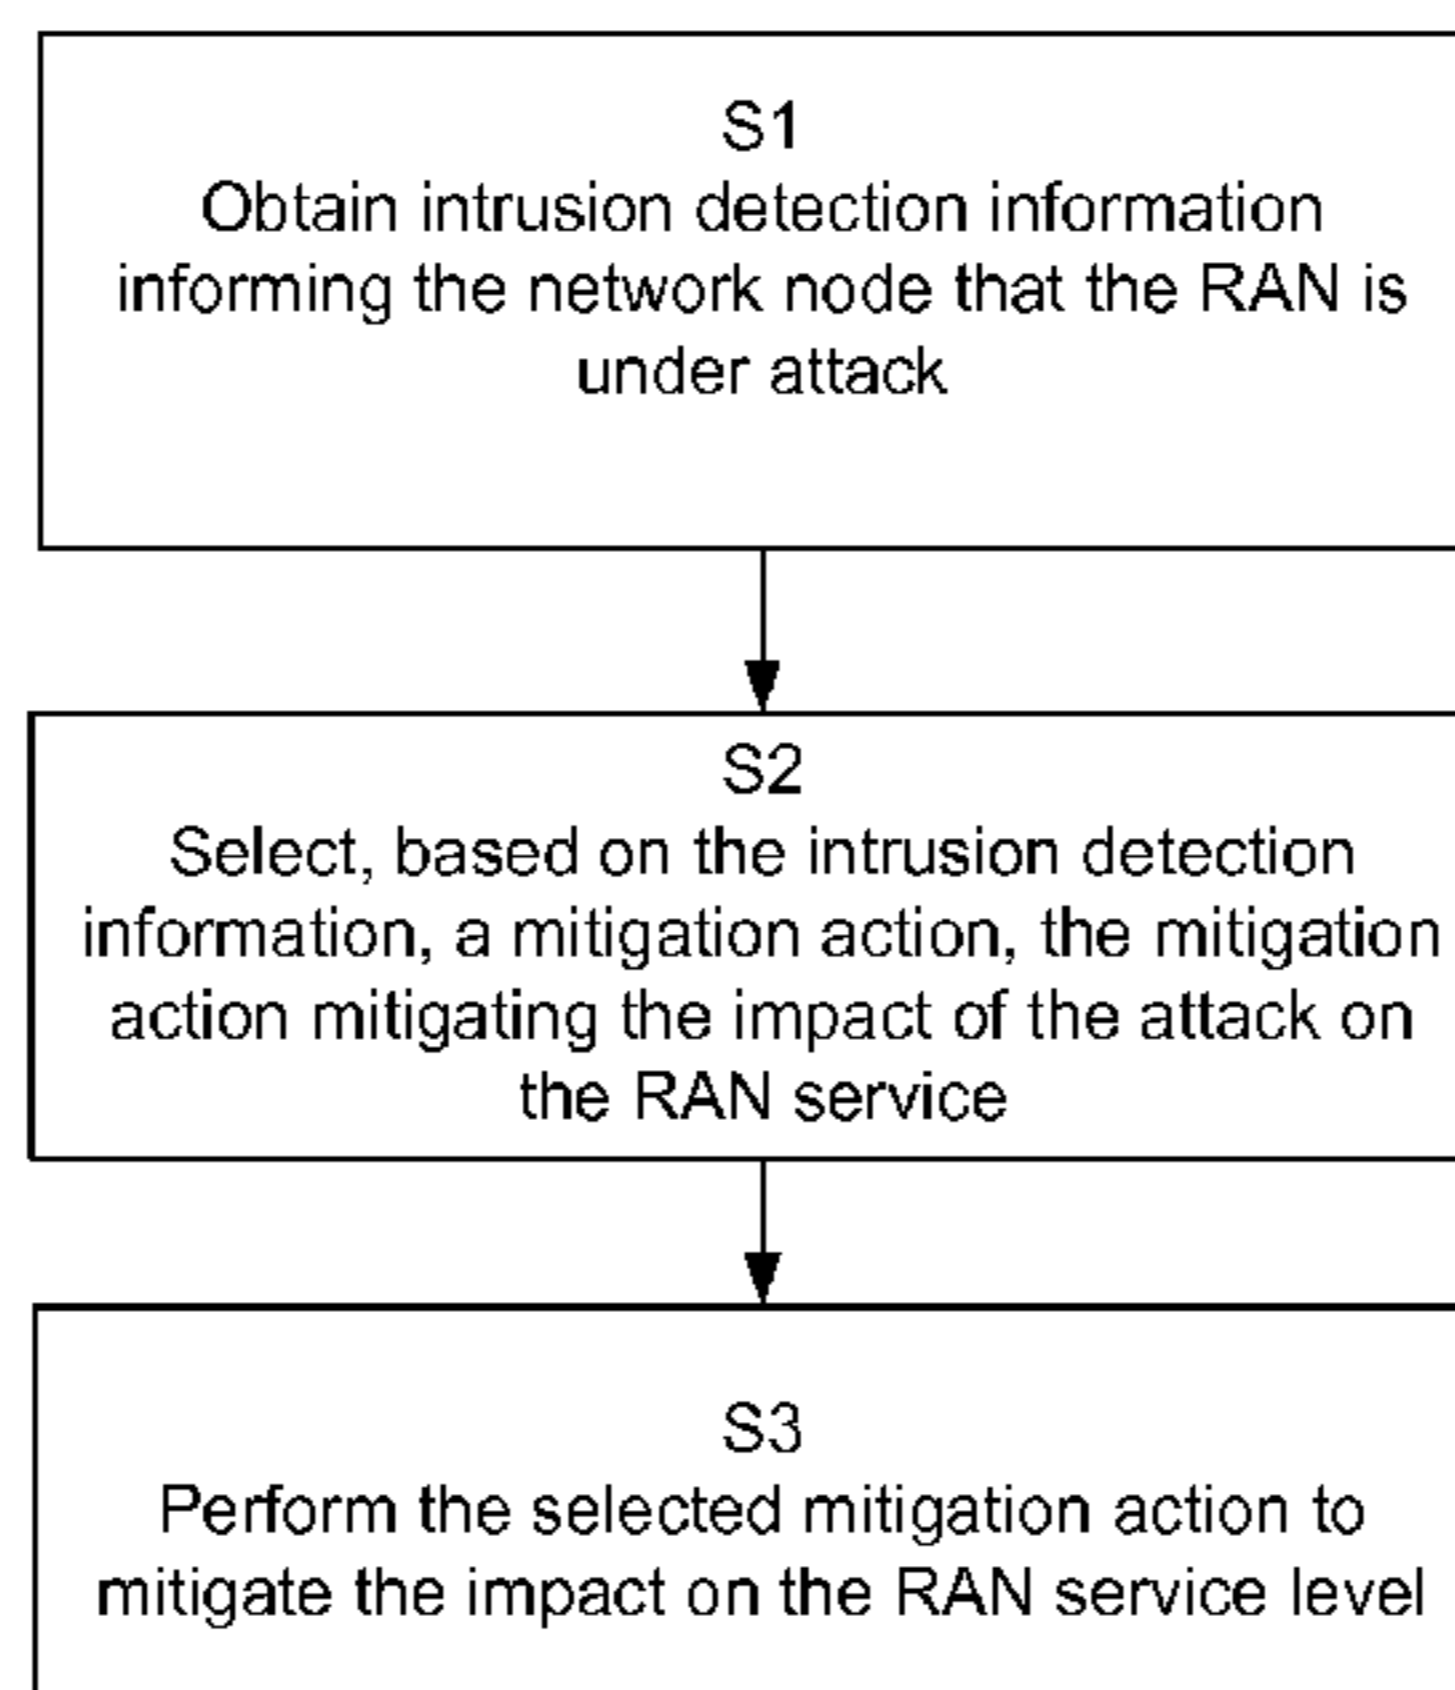 S1
Obtain intrusion detection information
informing the network node that the RAN is
under attack
S2
Select, based on the intrusion detection
information, a mitigation action, the mitigation
action mitigating the impact of the attack on
the RAN service
S3
Perform the selected mitigation action to
mitigate the impact on the RAN service level